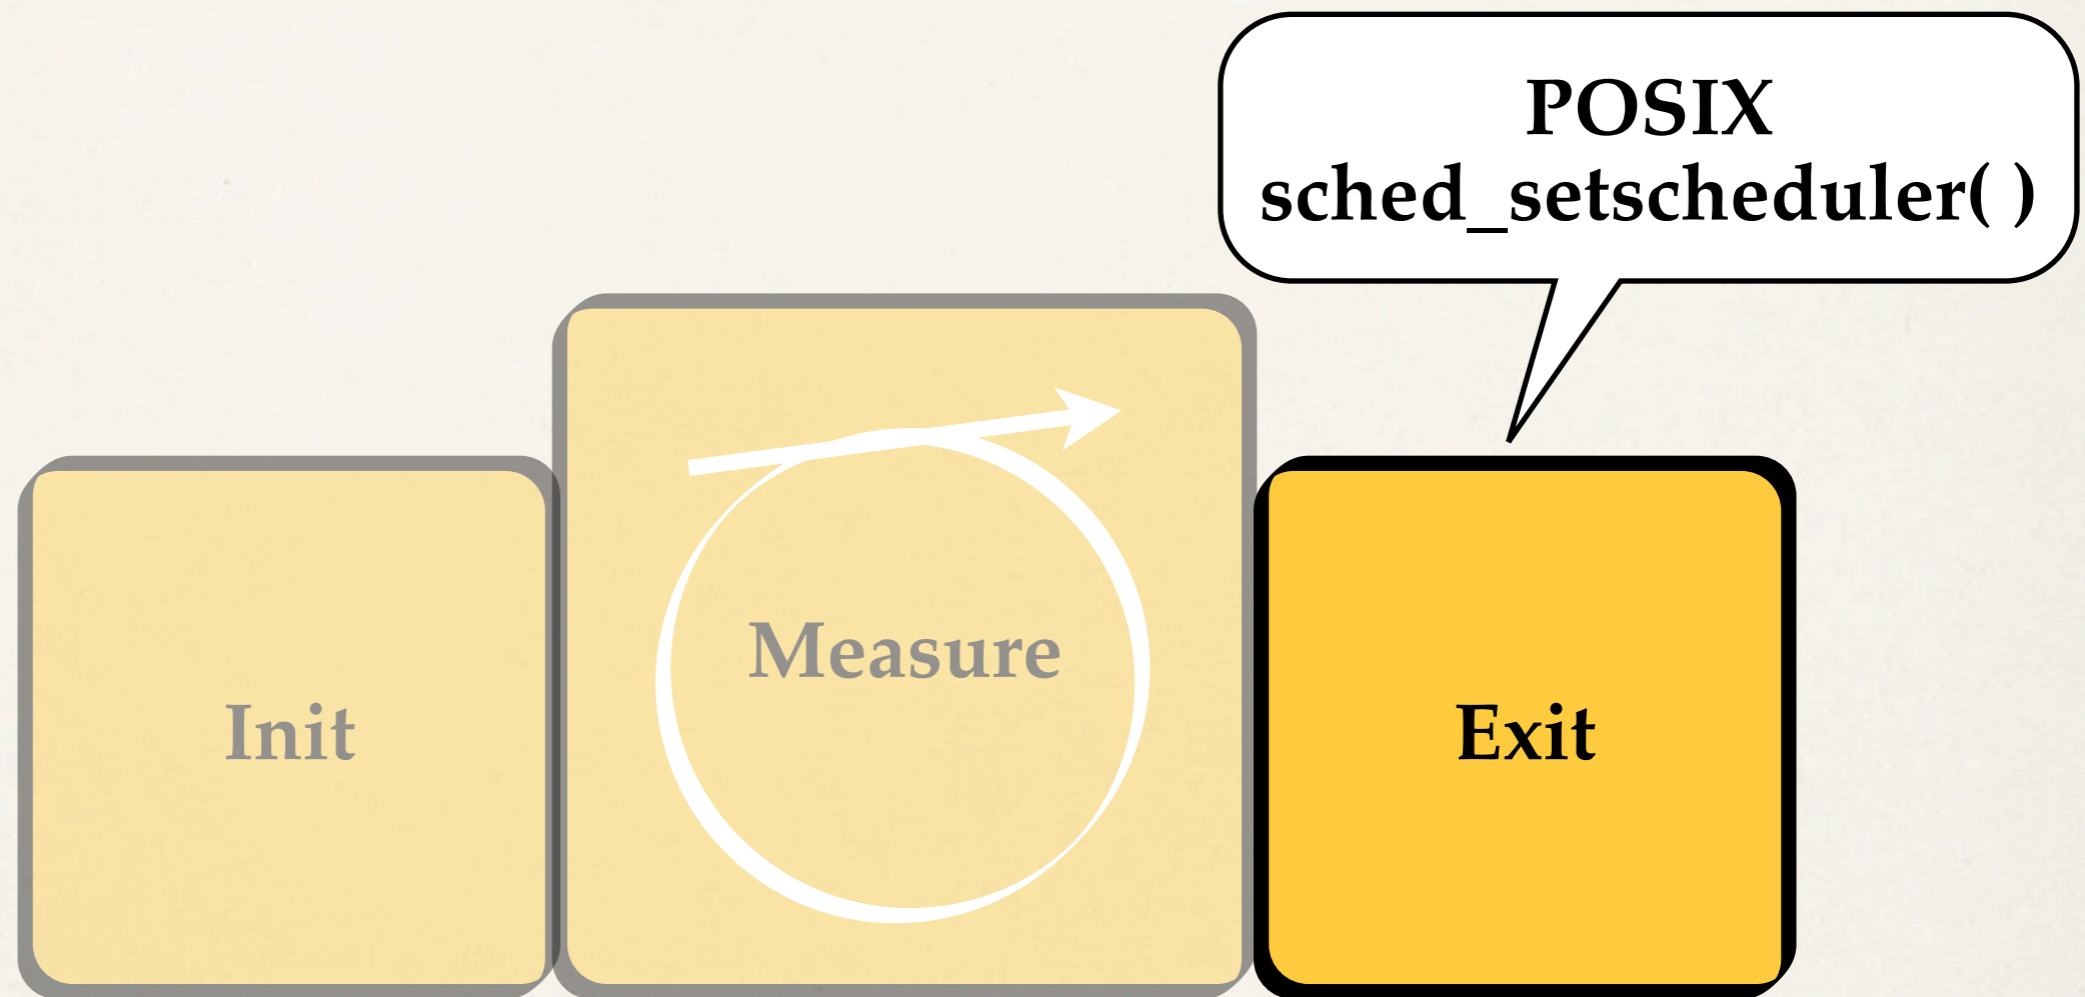 POSIX
sched_setscheduler( )
Measure
Init
Exit